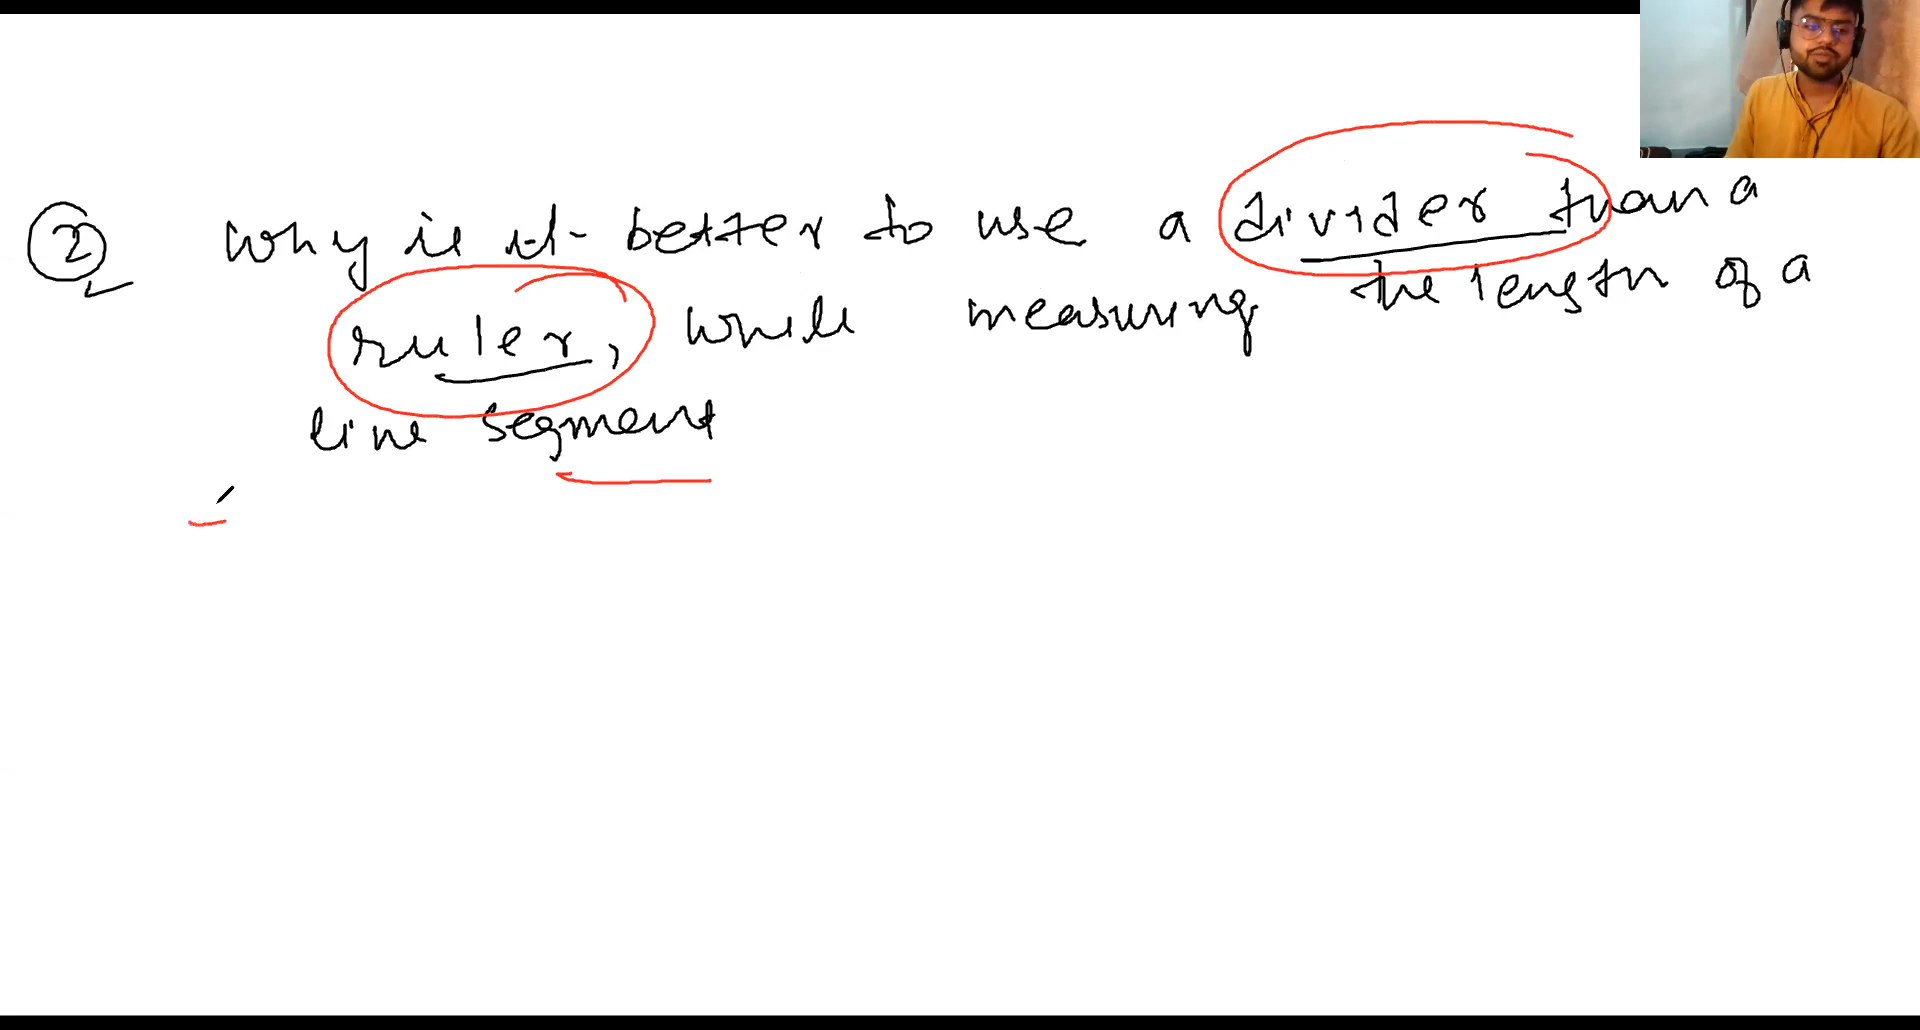 2 Why is it better to use a divider than a
ruler, while measuring the length of a
line segment